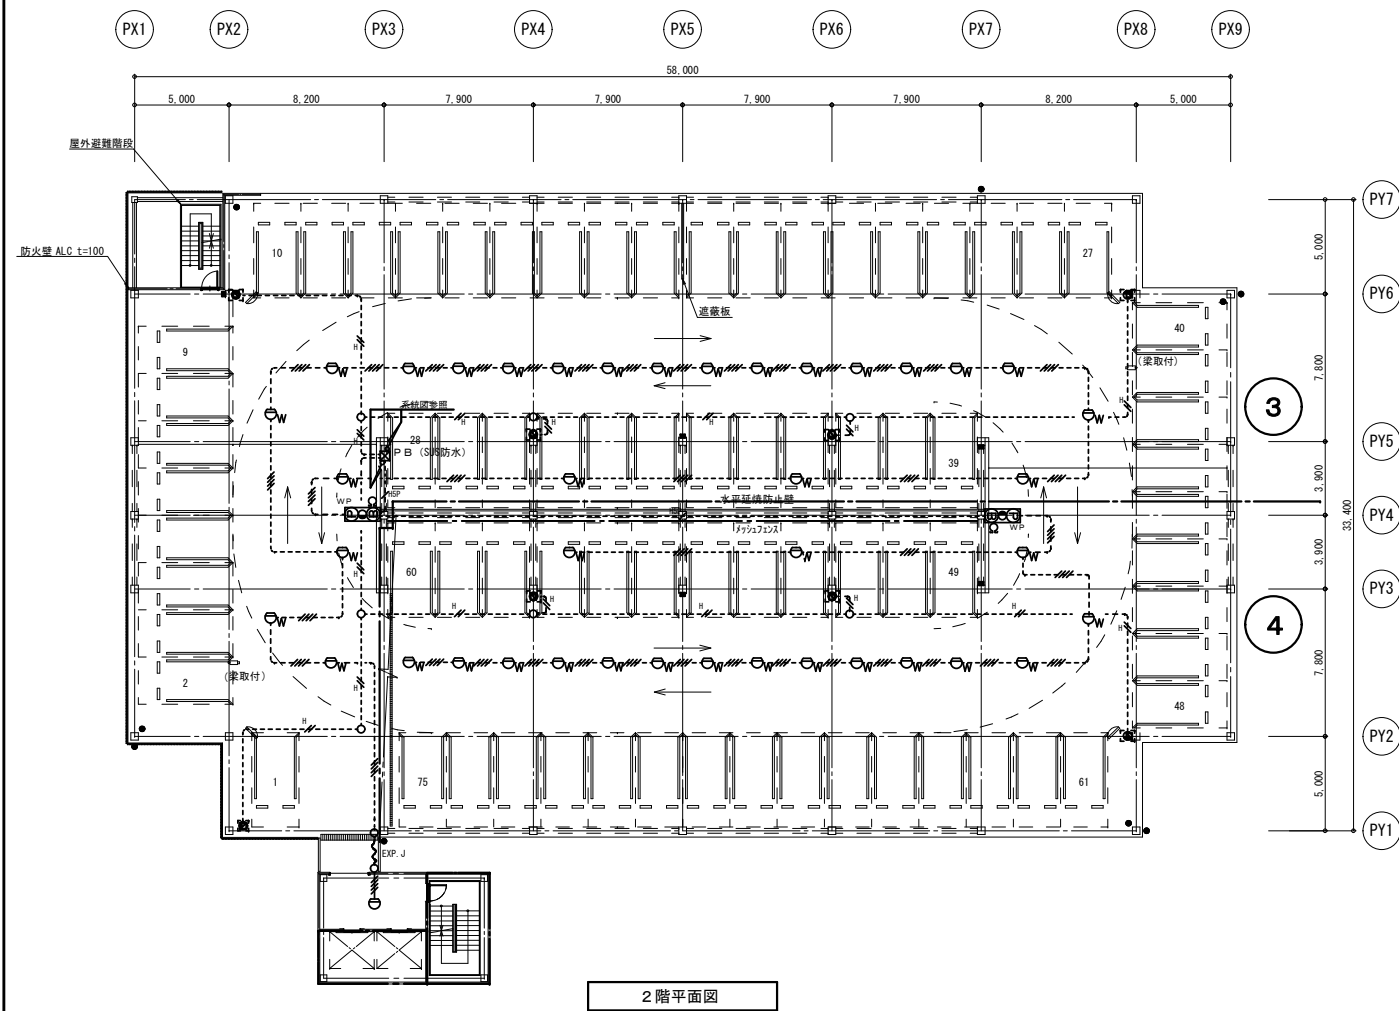 PX1 PX2 PX3 PX4 PX5 PX6 PX7 PX8 PX9
58,000
5,000 8,200 7,900 7,900 7,900 7,900 8,200 5,000
屋外避難階段
PY7
防火壁 ALC t=100
10 27
5,000
PY6
遮蔽板
40
9
(梁取付)
H
7,800
3
系統図参照
H H H
28
PY5
PB (SUS防水)
39
3,900
HSP
WP
水平延焼防止壁
PY4
メッシュフェンス
WP
33,400
3,900
60 49
PY3
H H H H
4
(梁取付)
2
7,800
48
H
PY2
1 75 61
5,000
PY1
EXP.J
2階平面図